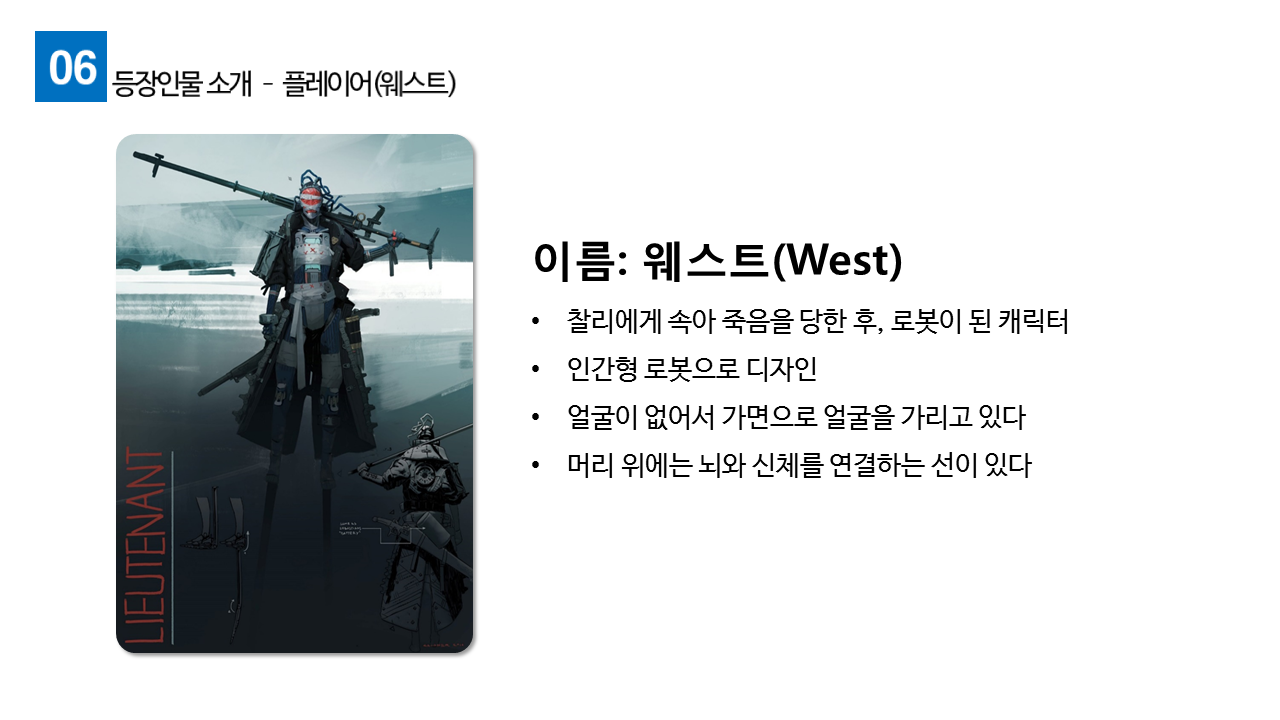 06
등장인물 소개 - 플레이어(웨스트)
이름: 웨스트(West)
• 찰리에게 속아 죽음을 당한 후, 로봇이 된 캐릭터
• 인간형 로봇으로 디자인
• 얼굴이 없어서 가면으로 얼굴을 가리고 있다
• 머리 위에는 뇌와 신체를 연결하는 선이 있다
LIEUTENANT